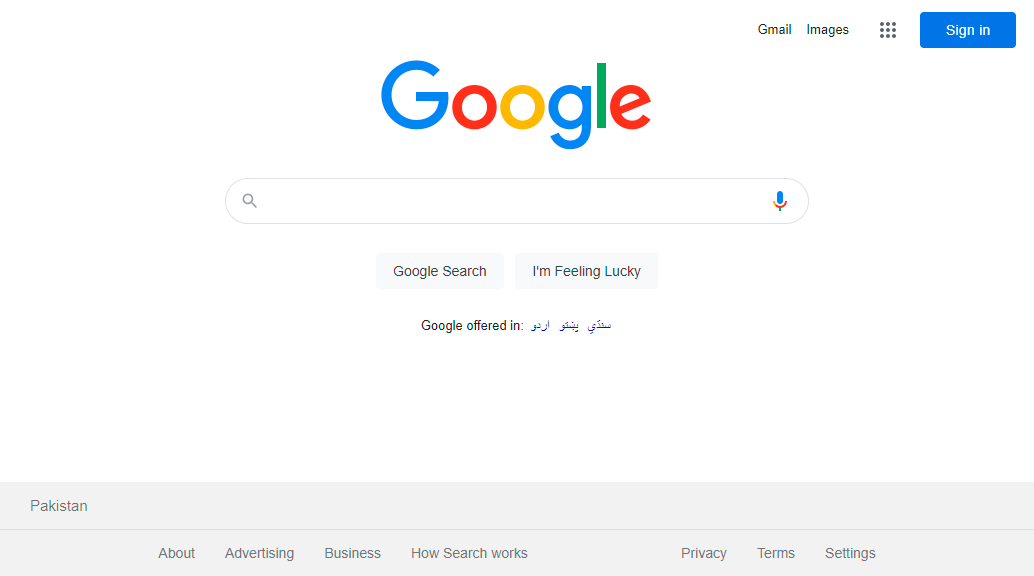 Gmail Images Sign in
Google
Google Search I'm Feeling Lucky
Google offered in: اردو پښتو سنڌي
Pakistan
About Advertising Business How Search works Privacy Terms Settings